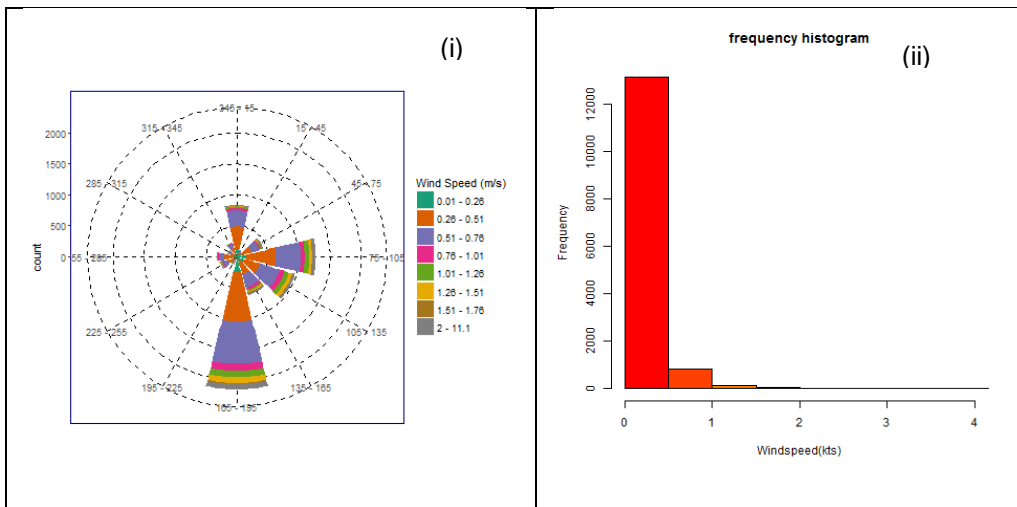 (i)
345 - 15
315 - 345
15 - 45
285 - 315
45 - 75
75 - 105
225 - 255
105 - 135
195 - 225
135 - 165
165 - 195
2000
1500
1000
500
0
count
Wind Speed (m/s)
0.01 - 0.26
0.26 - 0.51
0.51 - 0.76
0.76 - 1.01
1.01 - 1.26
1.26 - 1.51
1.51 - 1.76
2 - 11.1
frequency histogram
(ii)
Frequency
12000
10000
8000
6000
4000
2000
0
0 1 2 3 4
Windspeed(kts)